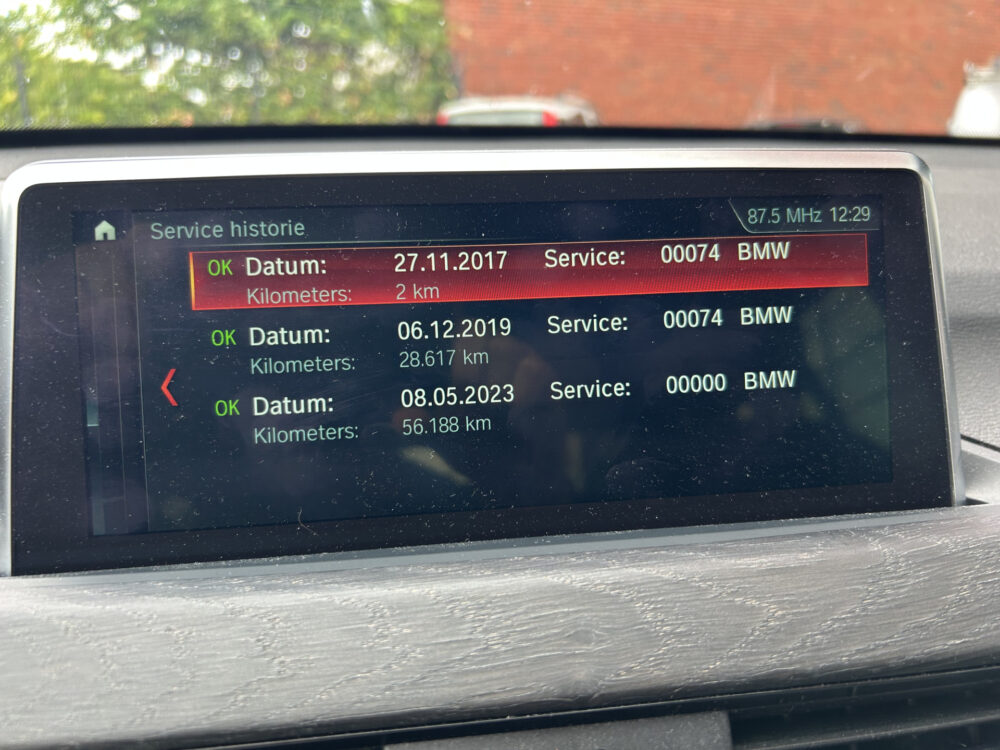 Service historie
87.5 MHz 12:29
OK Datum: 27.11.2017 Service: 00074 BMW
Kilometers: 2 km
OK Datum: 06.12.2019 Service: 00074 BMW
Kilometers: 28.617 km
OK Datum: 08.05.2023 Service: 00000 BMW
Kilometers: 56.188 km